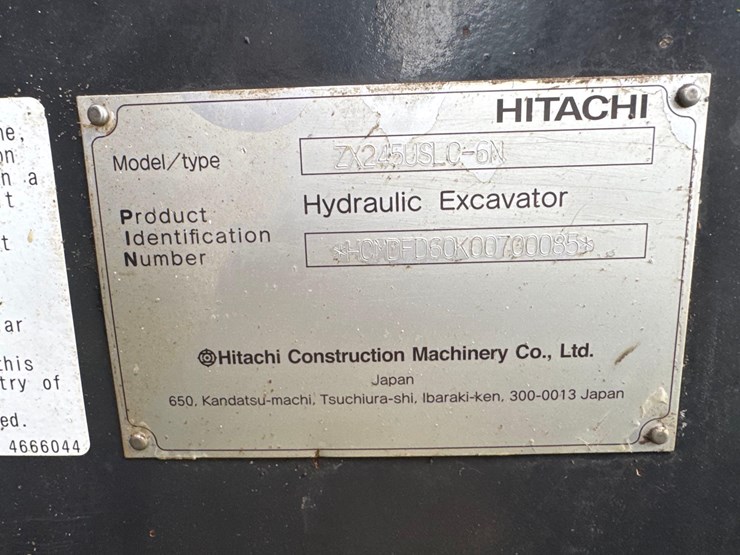 HITACHI
Model/type ZX245USLC-6N
Hydraulic Excavator
Product
Identification
Number
Hitachi Construction Machinery Co., Ltd.
Japan
650, Kandatsu-machi, Tsuchiura-shi, Ibaraki-ken, 300-0013 Japan
on
a
t
t
ar
this
try of
ed.
4666044